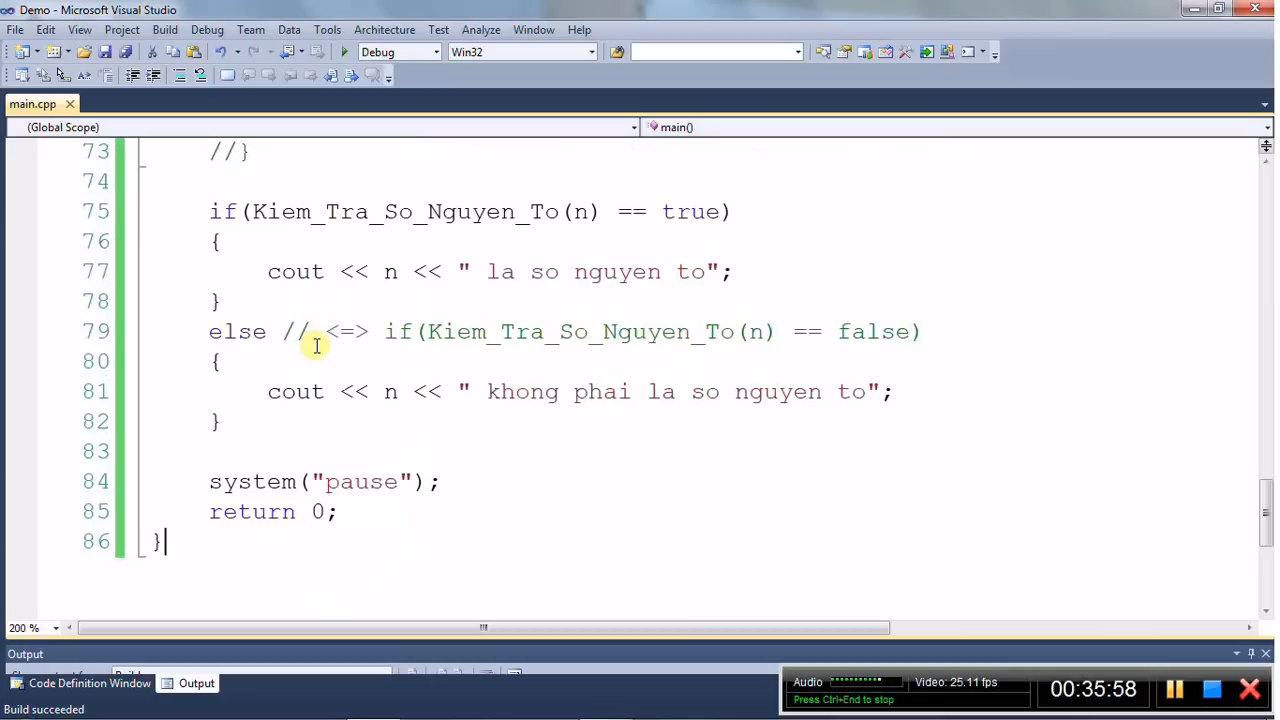 Demo - Microsoft Visual Studio
File Edit View Project Build Debug Team Data Tools Architecture Test Analyze Window Help
Debug Win32
main.cpp
(Global Scope) main()
73 //}
74
75 if(Kiem_Tra_So_Nguyen_To(n) == true)
76 {
77 cout << n << " la so nguyen to";
78 }
79 else // <=> if(Kiem_Tra_So_Nguyen_To(n) == false)
80 {
81 cout << n << " khong phai la so nguyen to";
82 }
83
84 system("pause");
85 return 0;
86 }
200 %
Output
Code Definition Window Output
Build succeeded
Audio Video: 25.11 fps
Press Ctrl+End to stop
00:35:58